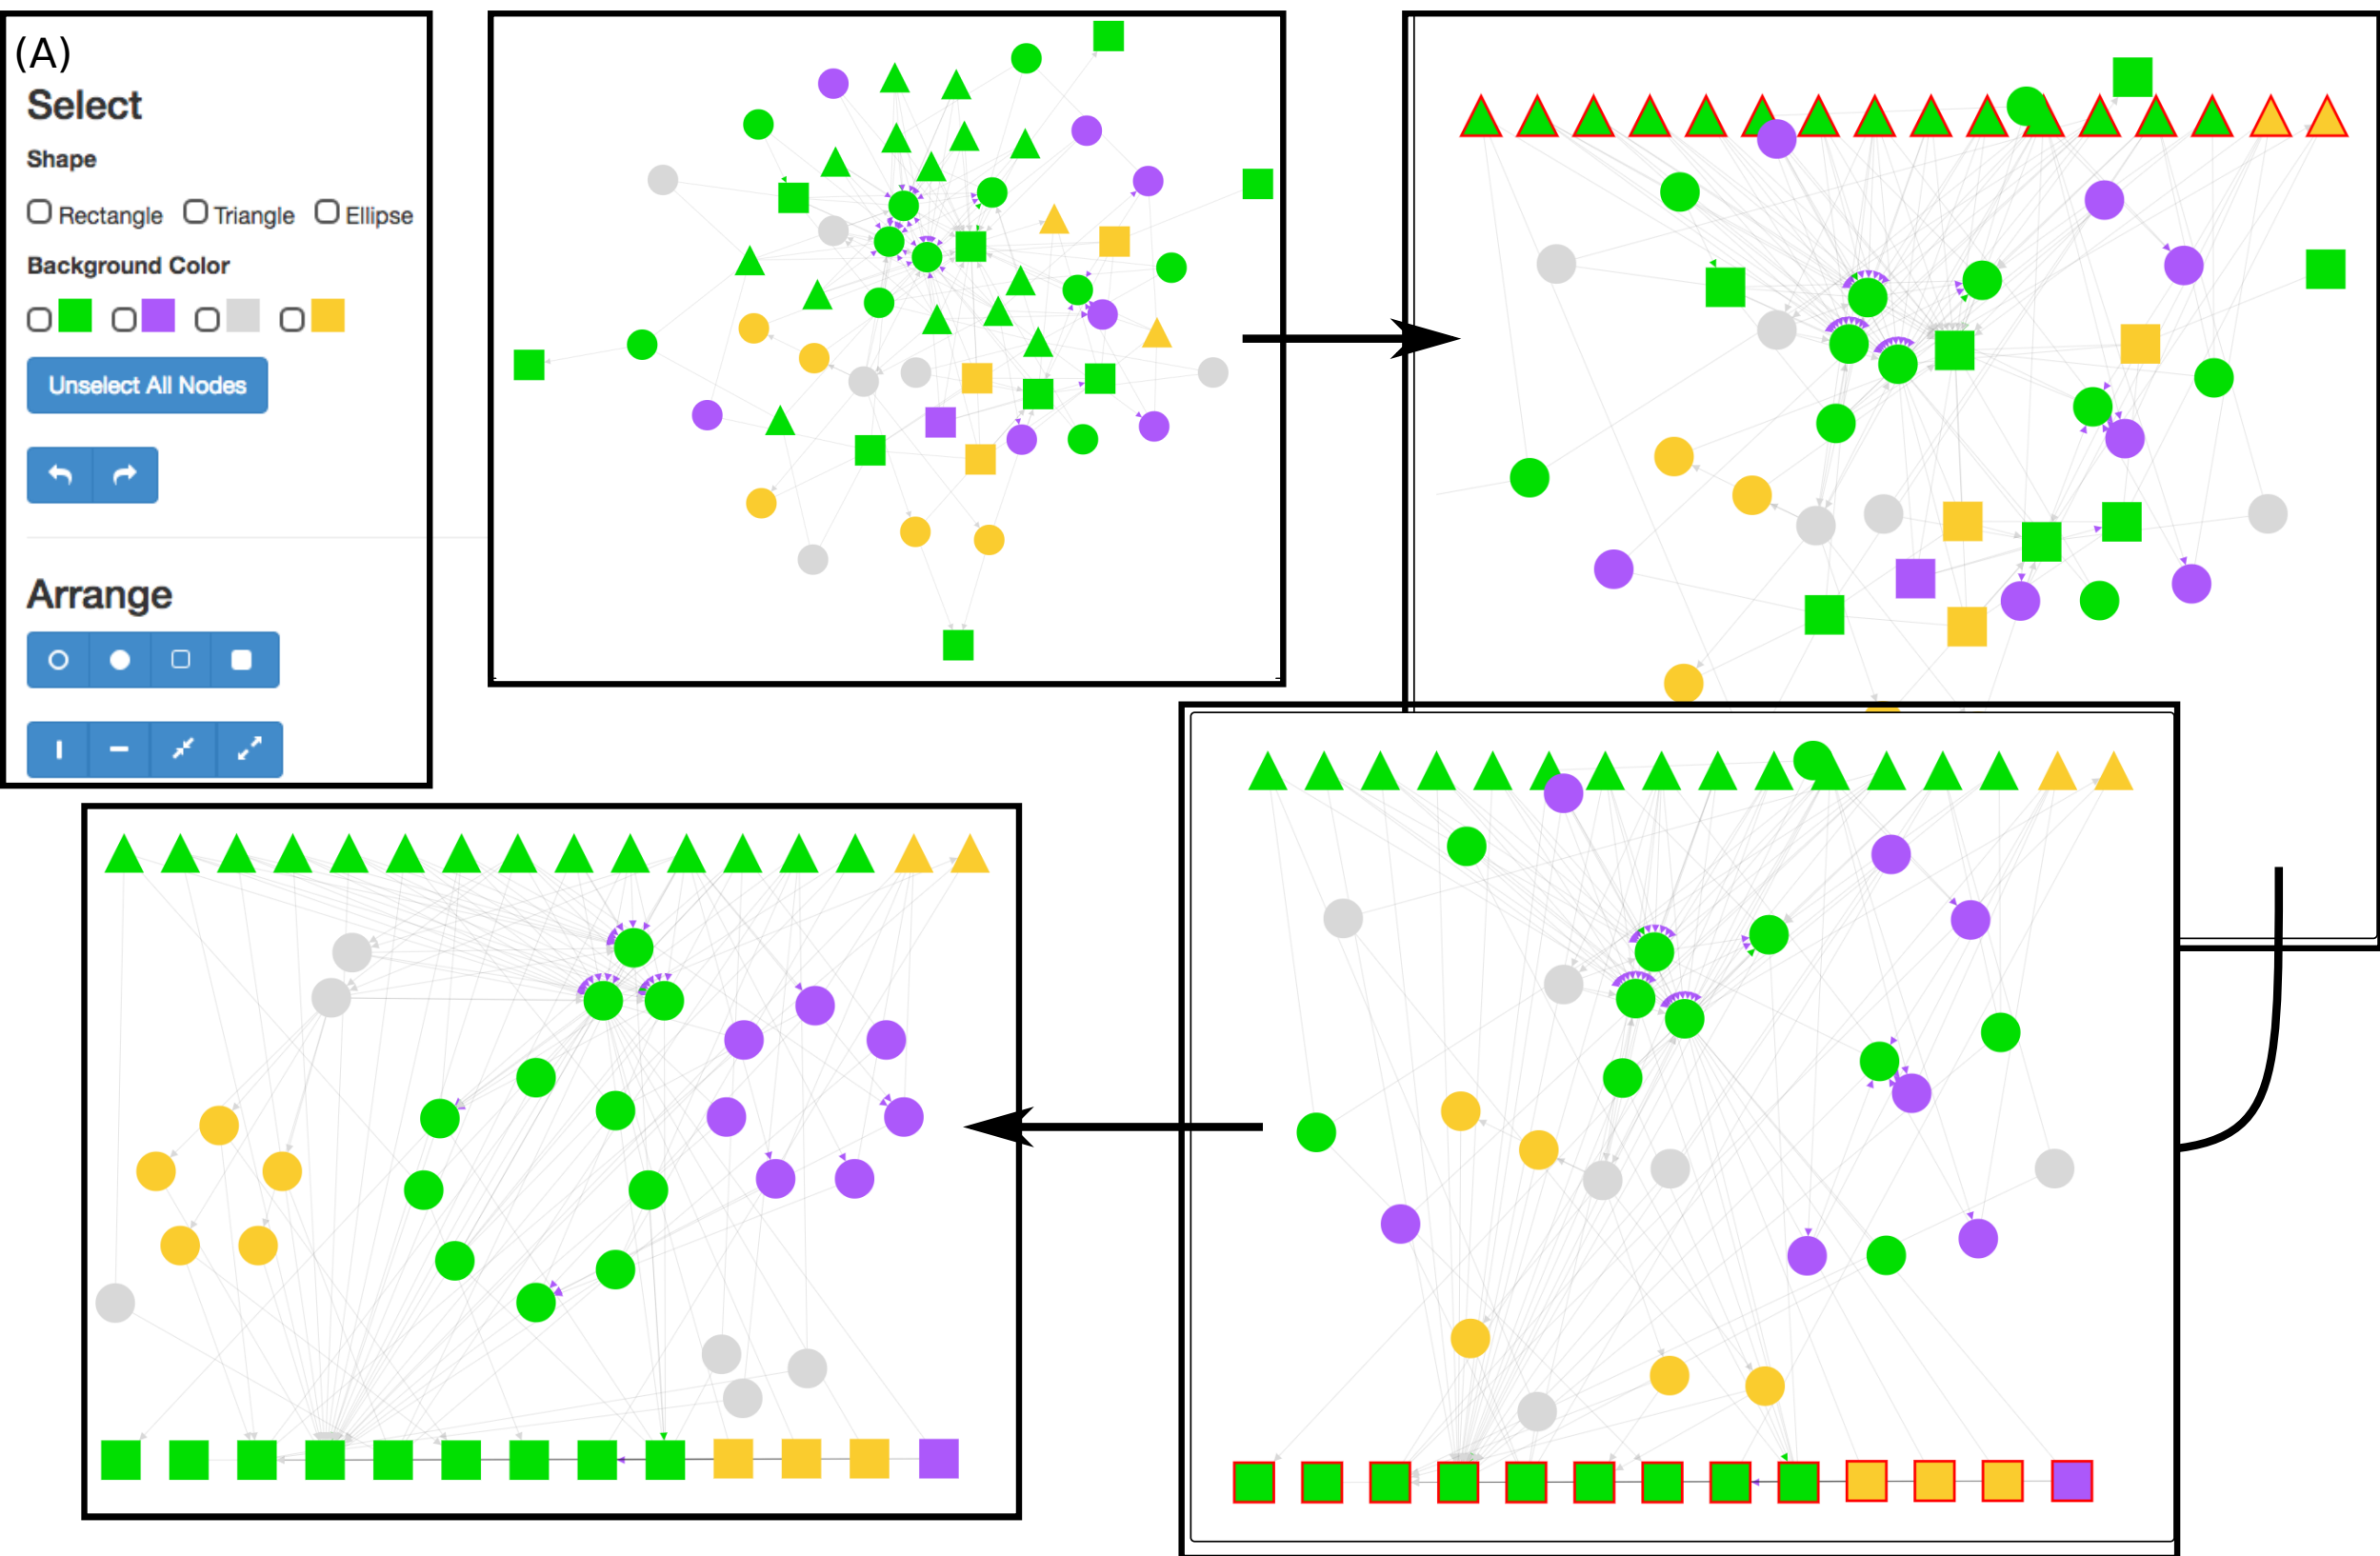 (A)
Select
Shape
Rectangle Triangle Ellipse
Background Color
Unselect All Nodes
Arrange